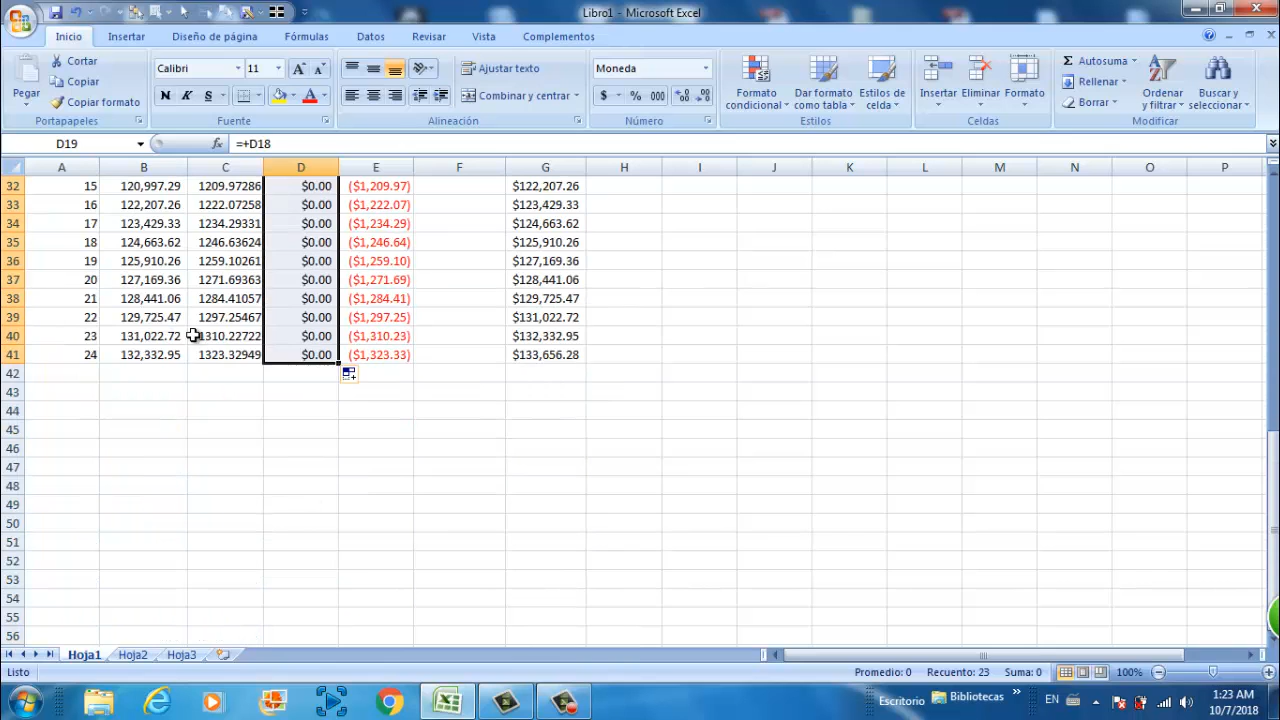 Libro1 - Microsoft Excel
Inicio Insertar Diseño de página Fórmulas Datos Revisar Vista Complementos
Pegar
Cortar
Copiar
Copiar formato
Portapapeles
Calibri 11
N K S
Fuente
Ajustar texto
Combinar y centrar
Alineación
Moneda
$ % 000
Número
Formato condicional
Dar formato como tabla
Estilos de celda
Estilos
Insertar Eliminar Formato
Celdas
Σ Autosuma
Rellenar
Borrar
Ordenar y filtrar
Buscar y seleccionar
Modificar
D19 fx =+D18
A B C D E F G H I J K L M N O P
32 15 120,997.29 1209.97286 $0.00 ($1,209.97) $122,207.26
33 16 122,207.26 1222.07258 $0.00 ($1,222.07) $123,429.33
34 17 123,429.33 1234.29331 $0.00 ($1,234.29) $124,663.62
35 18 124,663.62 1246.63624 $0.00 ($1,246.64) $125,910.26
36 19 125,910.26 1259.10261 $0.00 ($1,259.10) $127,169.36
37 20 127,169.36 1271.69363 $0.00 ($1,271.69) $128,441.06
38 21 128,441.06 1284.41057 $0.00 ($1,284.41) $129,725.47
39 22 129,725.47 1297.25467 $0.00 ($1,297.25) $131,022.72
40 23 131,022.72 1310.22722 $0.00 ($1,310.23) $132,332.95
41 24 132,332.95 1323.32949 $0.00 ($1,323.33) $133,656.28
42
43
44
45
46
47
48
49
50
51
52
53
54
55
56
Hoja1 Hoja2 Hoja3
Listo Promedio: 0 Recuento: 23 Suma: 0 100%
Escritorio Bibliotecas » EN 1:23 AM
10/7/2018